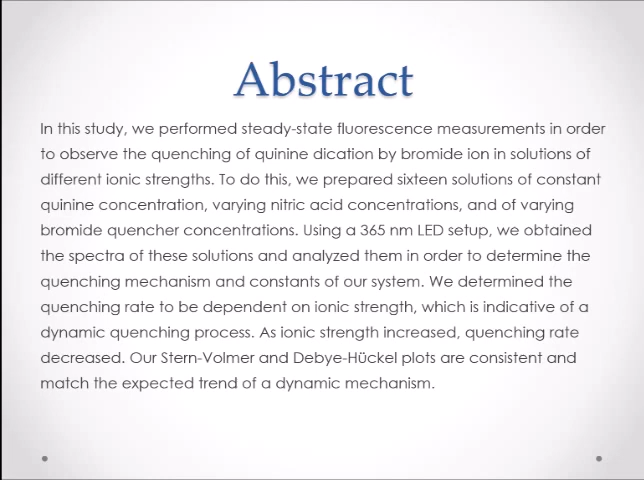 Abstract
In this study, we performed steady-state fluorescence measurements in order
to observe the quenching of quinine dication by bromide ion in solutions of
different ionic strengths. To do this, we prepared sixteen solutions of constant
quinine concentration, varying nitric acid concentrations, and of varying
bromide quencher concentrations. Using a 365 nm LED setup, we obtained
the spectra of these solutions and analyzed them in order to determine the
quenching mechanism and constants of our system. We determined the
quenching rate to be dependent on ionic strength, which is indicative of a
dynamic quenching process. As ionic strength increased, quenching rate
decreased. Our Stern-Volmer and Debye-Hückel plots are consistent and
match the expected trend of a dynamic mechanism.